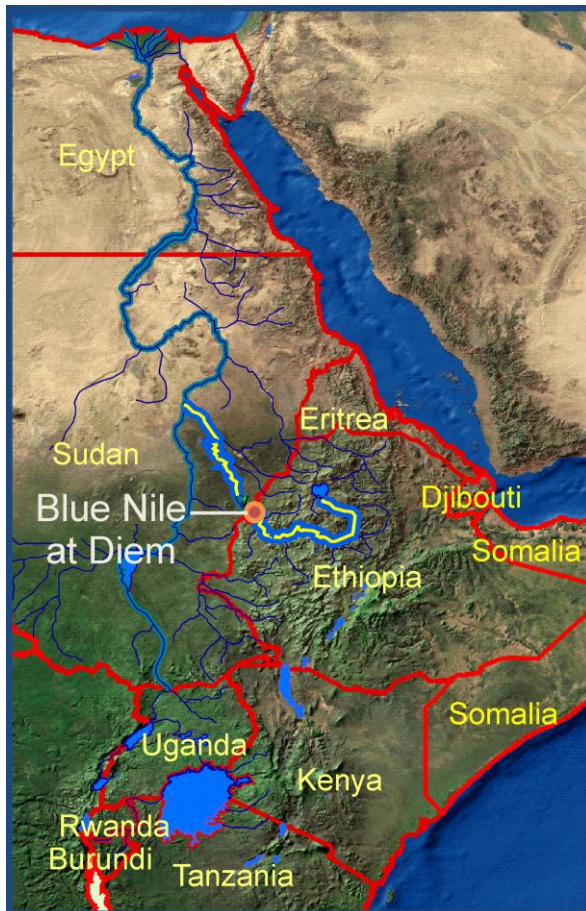 Egypt
Eritrea
Sudan
Djibouti
Blue Nile
at Diem
Somalia
Ethiopia
Somalia
Uganda
Kenya
Rwanda
Burundi
Tanzania